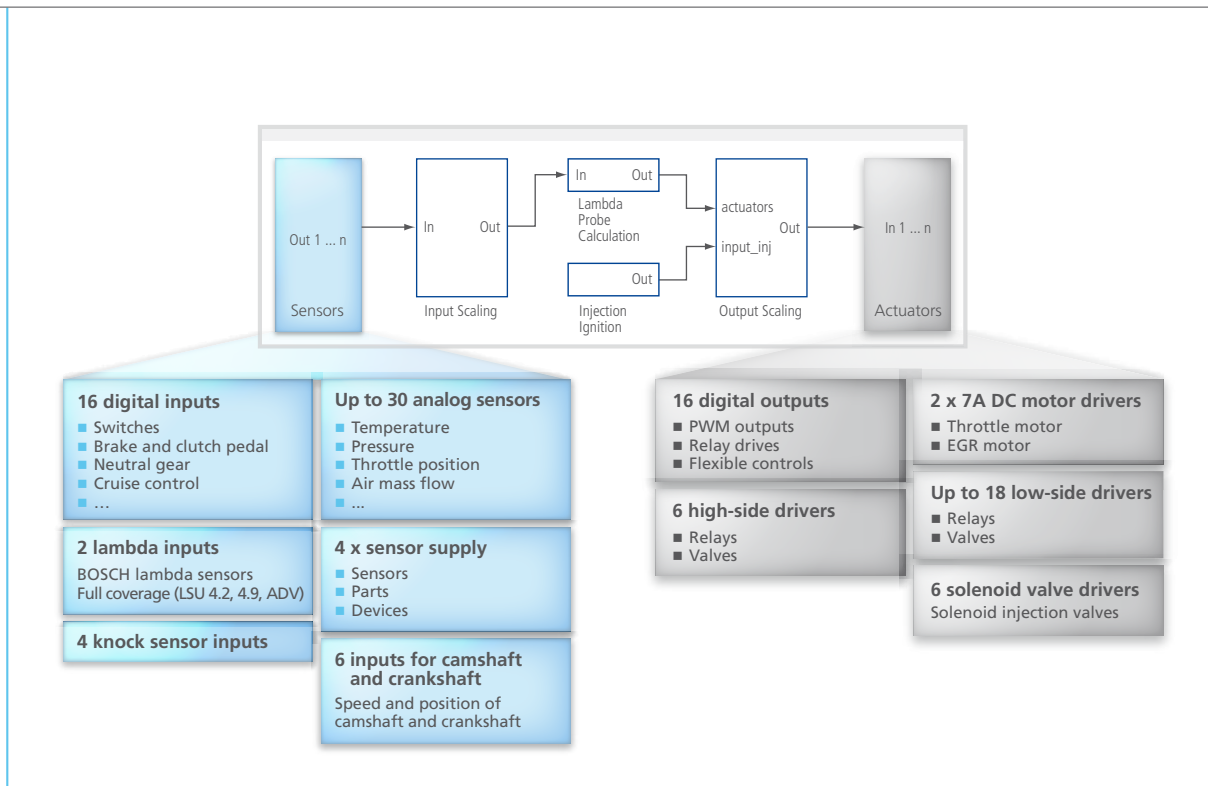 Out 1 ... n
Sensors
In
Out
Input Scaling
In
Out
Lambda
Probe
Calculation
Out
Injection
Ignition
actuators
Out
input_inj
Output Scaling
In 1 ... n
Actuators
16 digital inputs
Switches
Brake and clutch pedal
Neutral gear
Cruise control
…
2 lambda inputs
BOSCH lambda sensors
Full coverage (LSU 4.2, 4.9, ADV)
4 knock sensor inputs
Up to 30 analog sensors
Temperature
Pressure
Throttle position
Air mass flow
...
4 x sensor supply
Sensors
Parts
Devices
6 inputs for camshaft
and crankshaft
Speed and position of
camshaft and crankshaft
16 digital outputs
PWM outputs
Relay drives
Flexible controls
6 high-side drivers
Relays
Valves
2 x 7A DC motor drivers
Throttle motor
EGR motor
Up to 18 low-side drivers
Relays
Valves
6 solenoid valve drivers
Solenoid injection valves